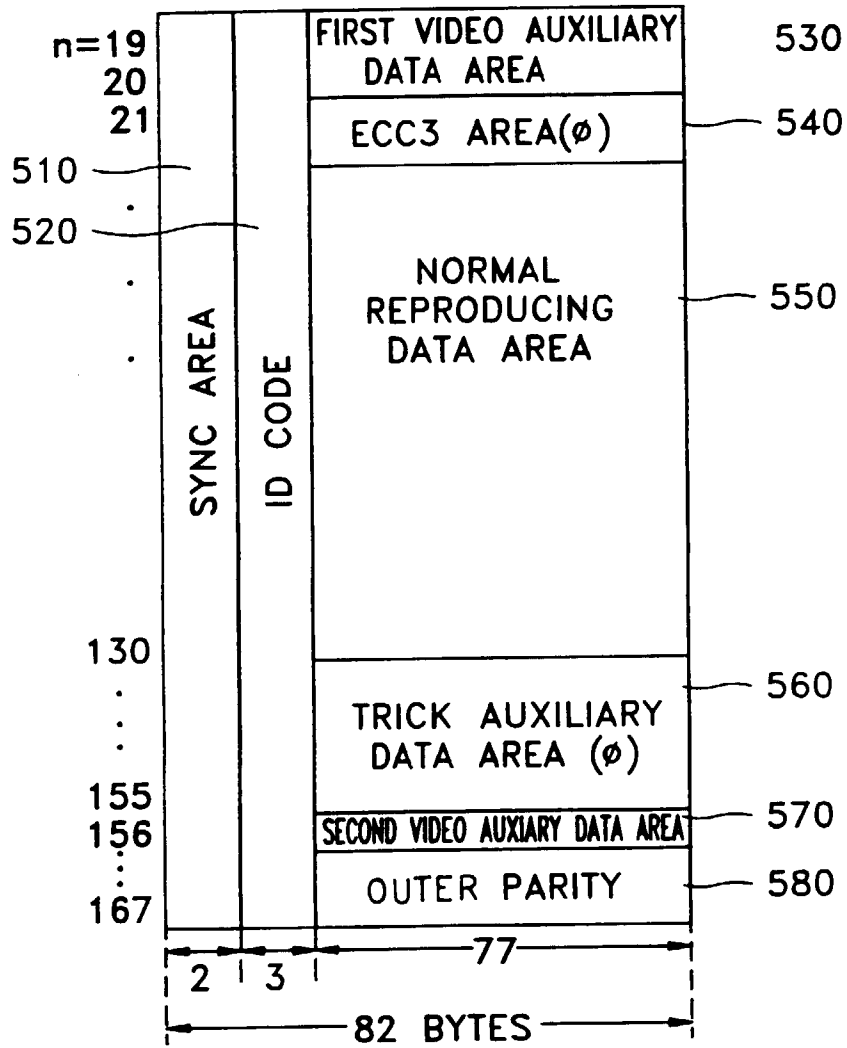 n=19
20
21
510
520
.
.
.
130
.
.
.
155
156
.
.
.
167
SYNC AREA
ID CODE
FIRST VIDEO AUXILIARY
DATA AREA
530
ECC3 AREA(ø)
540
NORMAL
REPRODUCING
DATA AREA
550
TRICK AUXILIARY
DATA AREA (ø)
560
SECOND VIDEO AUXIARY DATA AREA
570
OUTER PARITY
580
2
3
77
82 BYTES